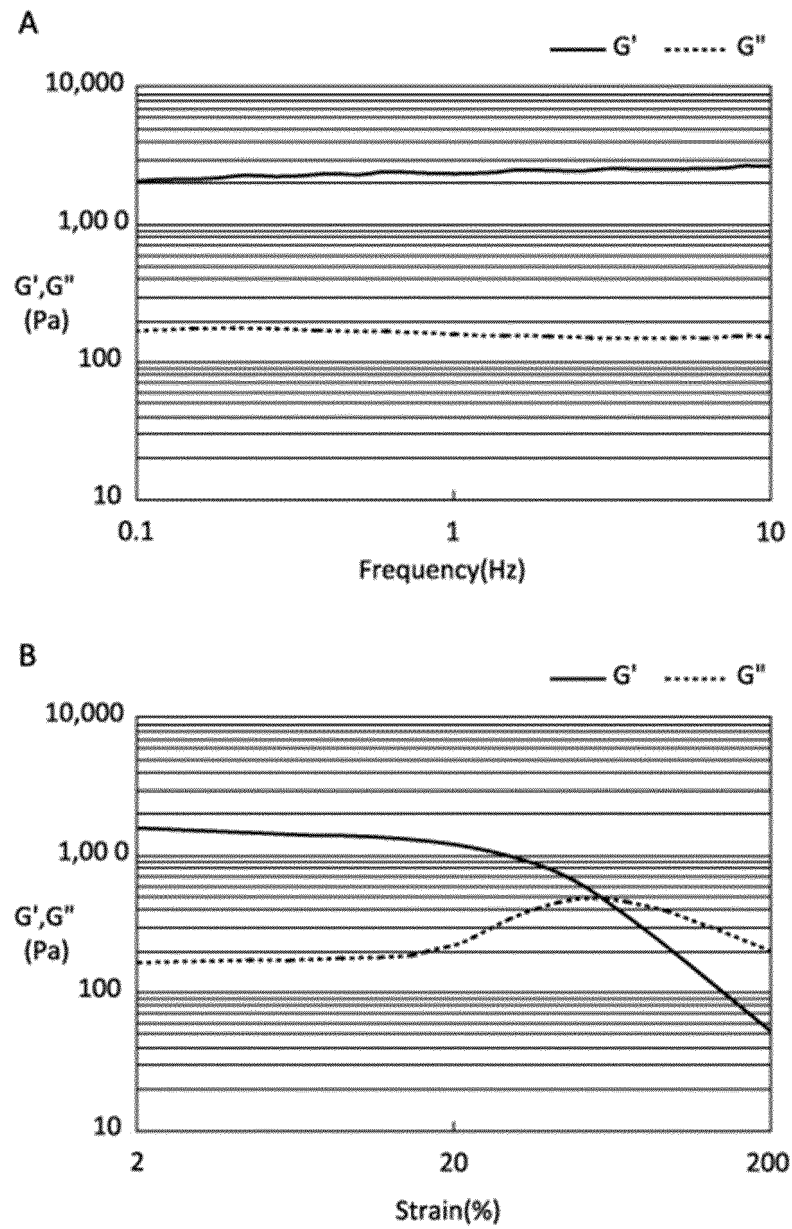 A
G' G"
10,000
1,00 0
G',G"
(Pa)
100
10
0.1 1 10
Frequency(Hz)
B
G' G"
10,000
1,00 0
G',G"
(Pa)
100
10
2 20 200
Strain(%)